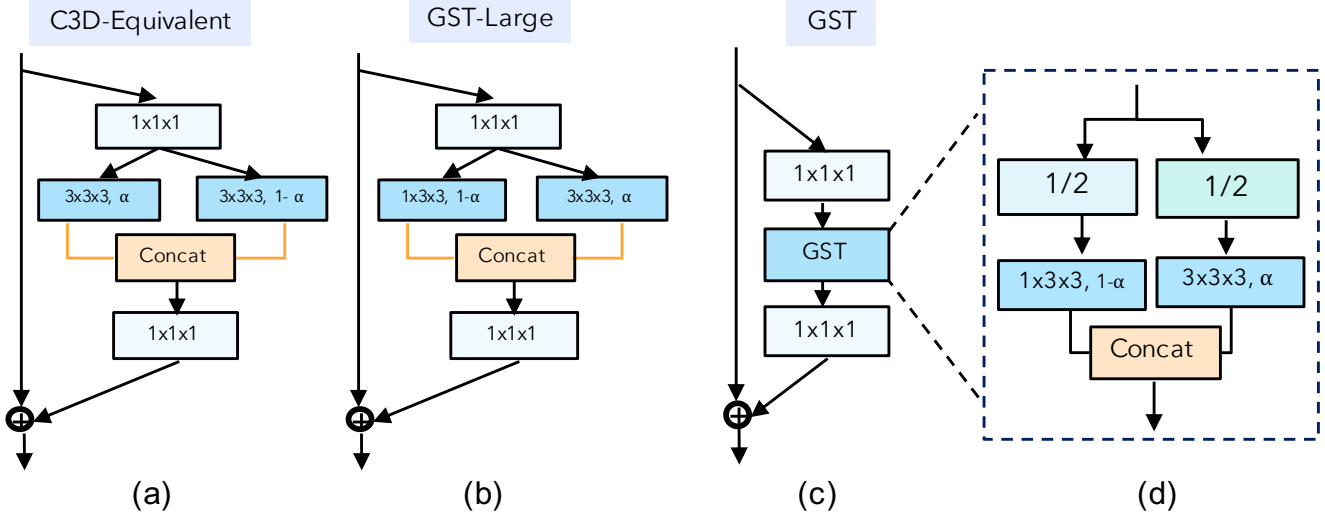 C3D-Equivalent
1x1x1
3x3x3, α
3x3x3, 1- α
Concat
1x1x1
(a)
GST-Large
1x1x1
1x3x3, 1-α
3x3x3, α
Concat
1x1x1
(b)
GST
1x1x1
GST
1x1x1
(c)
1/2
1/2
1x3x3, 1-α
3x3x3, α
Concat
(d)